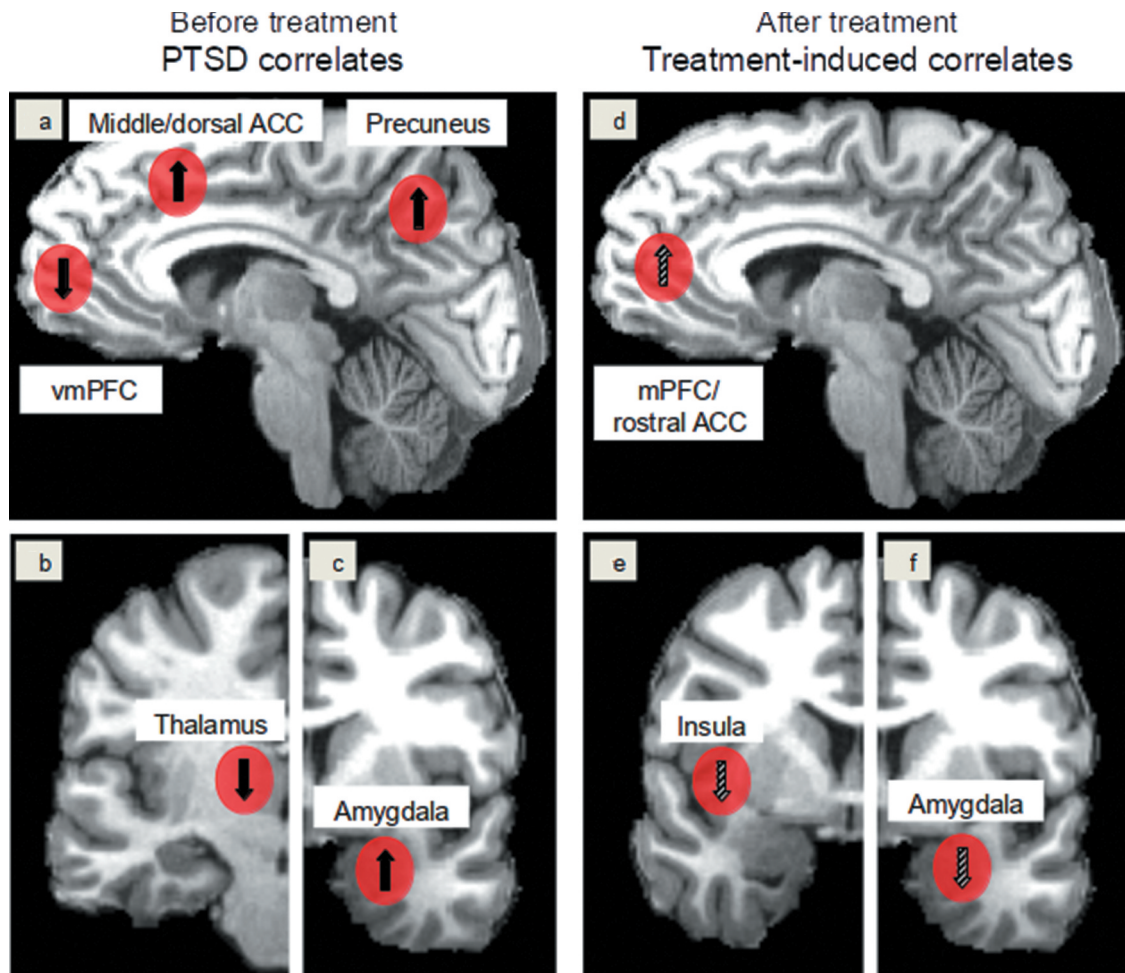 Before treatment
PTSD correlates
After treatment
Treatment-induced correlates
a
Middle/dorsal ACC
Precuneus
vmPFC
d
mPFC/
rostral ACC
b
Thalamus
c
Amygdala
e
Insula
f
Amygdala